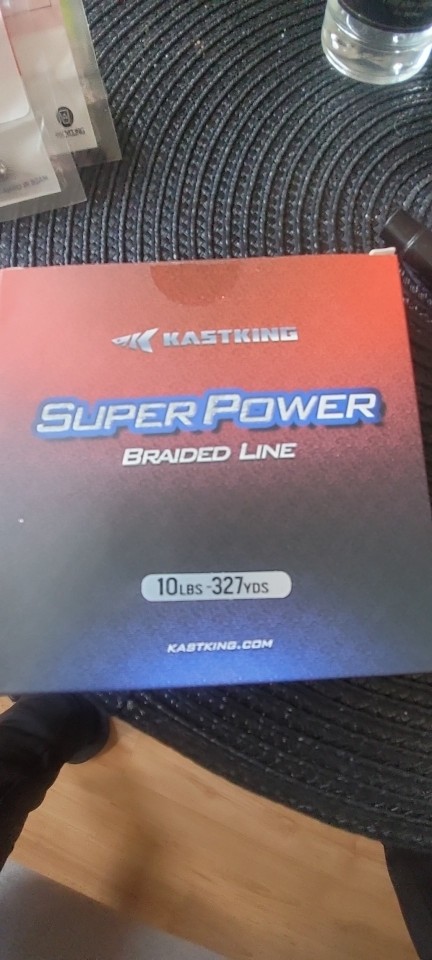 KASTKING
SUPER POWER
BRAIDED LINE
10LBS-327YDS
KASTKING.COM